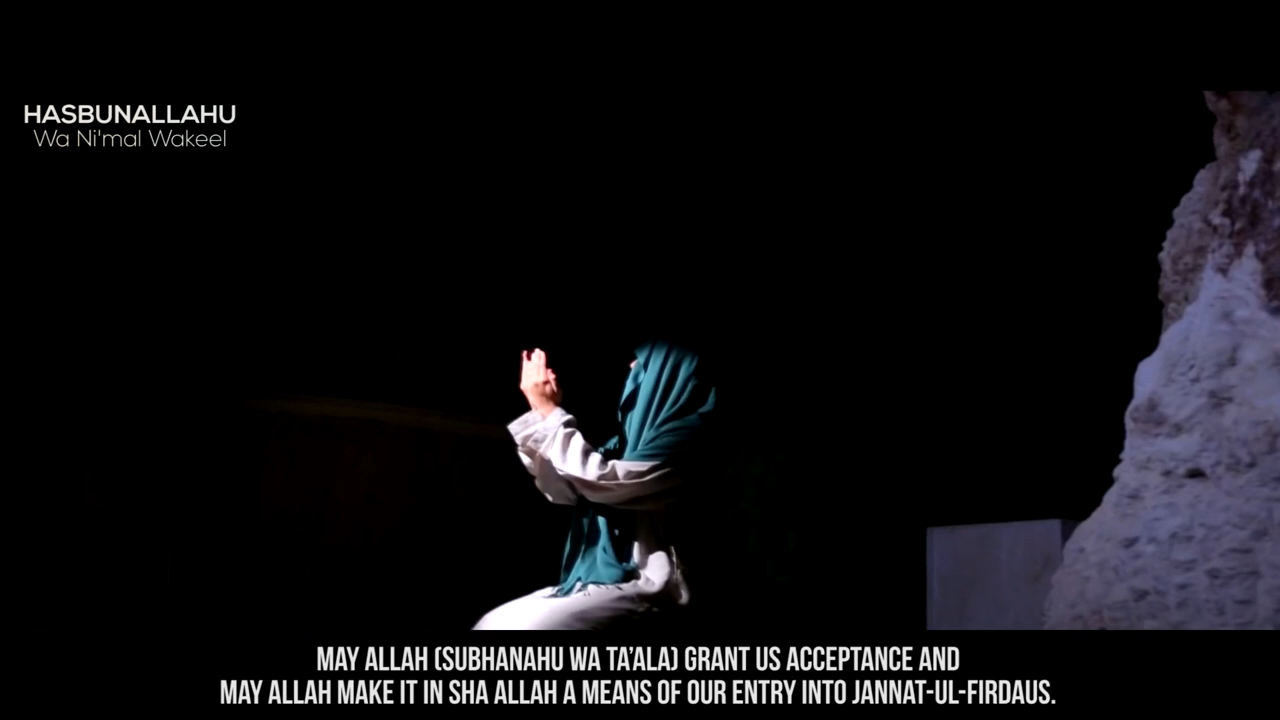 HASBUNALLAHU
Wa Ni'mal Wakeel
MAY ALLAH (SUBHANAHU WA TA'ALA) GRANT US ACCEPTANCE AND
MAY ALLAH MAKE IT IN SHA ALLAH A MEANS OF OUR ENTRY INTO JANNAT-UL-FIRDAUS.